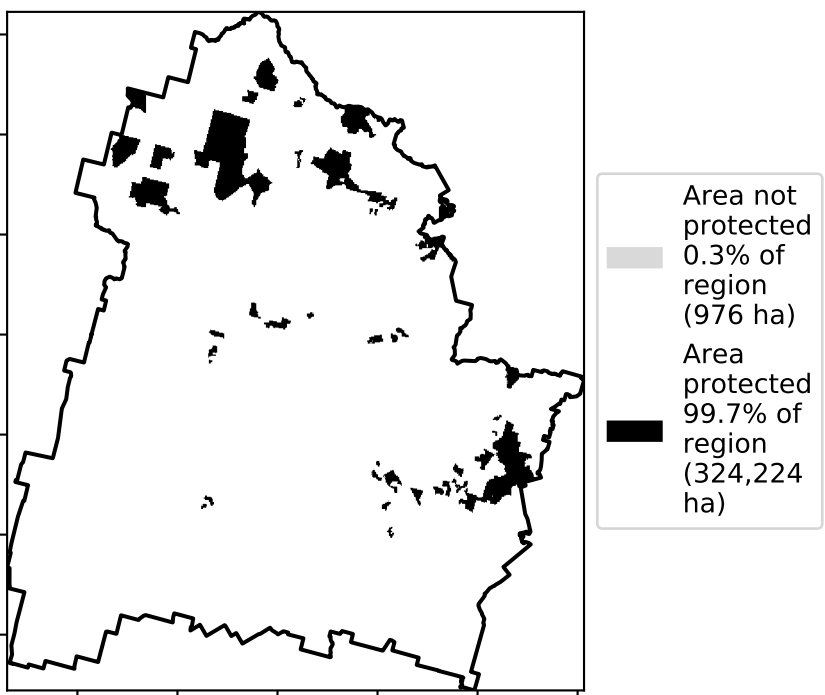 Area not
protected
0.3% of
region
(976 ha)
Area
protected
99.7% of
region
(324,224
ha)